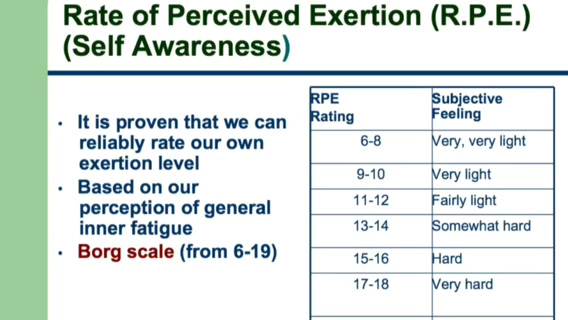 Rate of Perceived Exertion (R.P.E.)
(Self Awareness)
• It is proven that we can
reliably rate our own
exertion level
• Based on our
perception of general
inner fatigue
• Borg scale (from 6-19)
RPE Rating Subjective Feeling
6-8 Very, very light
9-10 Very light
11-12 Fairly light
13-14 Somewhat hard
15-16 Hard
17-18 Very hard